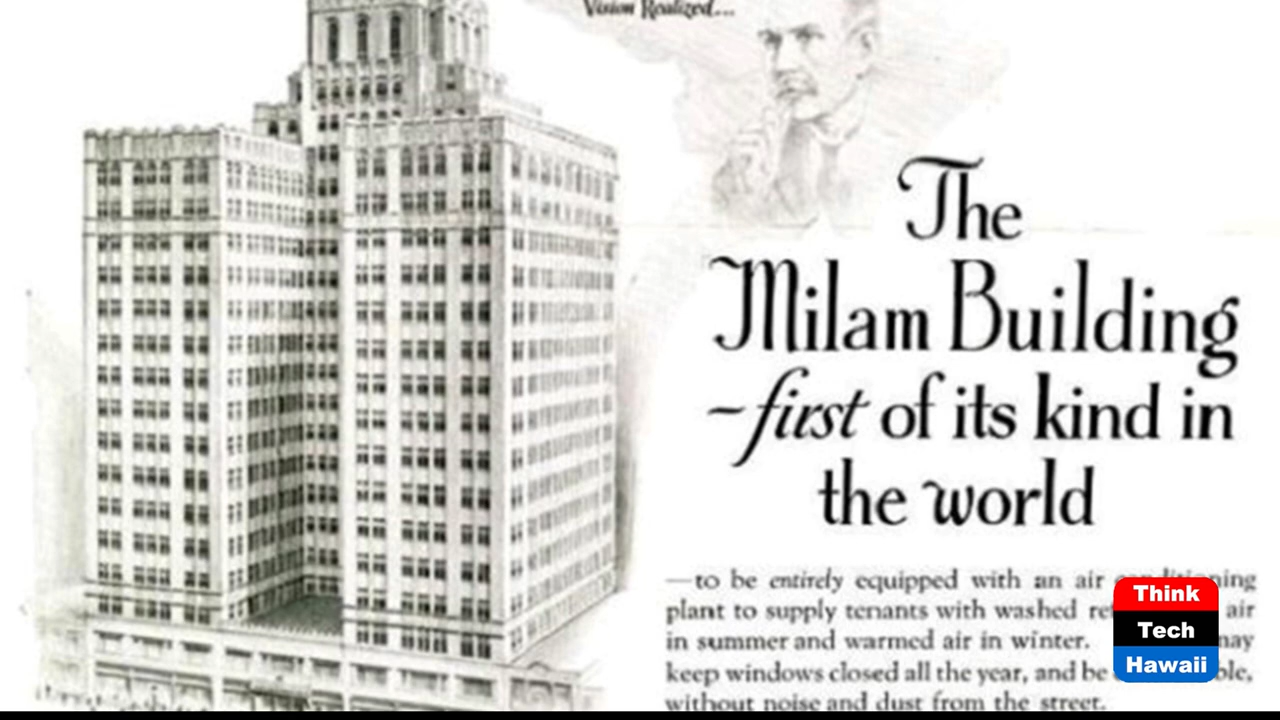 Vision Realized...
The
Milam Building
~first of its kind in
the world
—to be entirely equipped with an air
plant to supply tenants with washed air
in summer and warmed air in winter.
keep windows closed all the year, and be
without noise and dust from the street.
Think
Tech
Hawaii